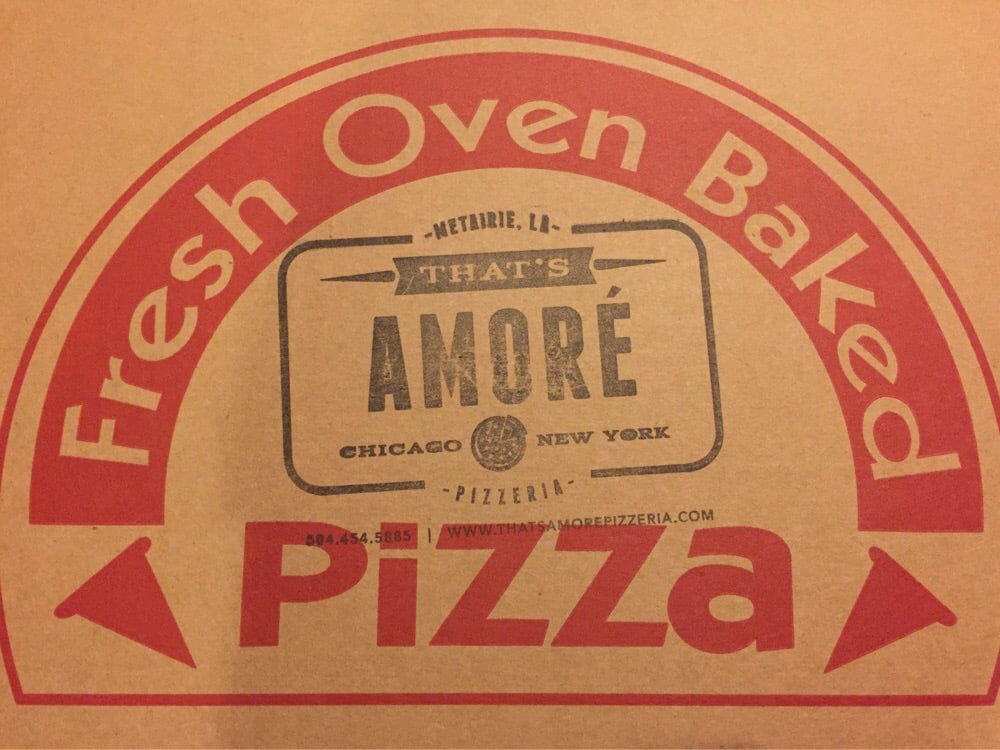 Fresh Oven Baked
-METAIRIE, LA-
THAT'S
AMORÉ
CHICAGO NEW YORK
-PIZZERIA-
504.454.5885 | WWW.THATSAMOREPIZZERIA.COM
Pizza